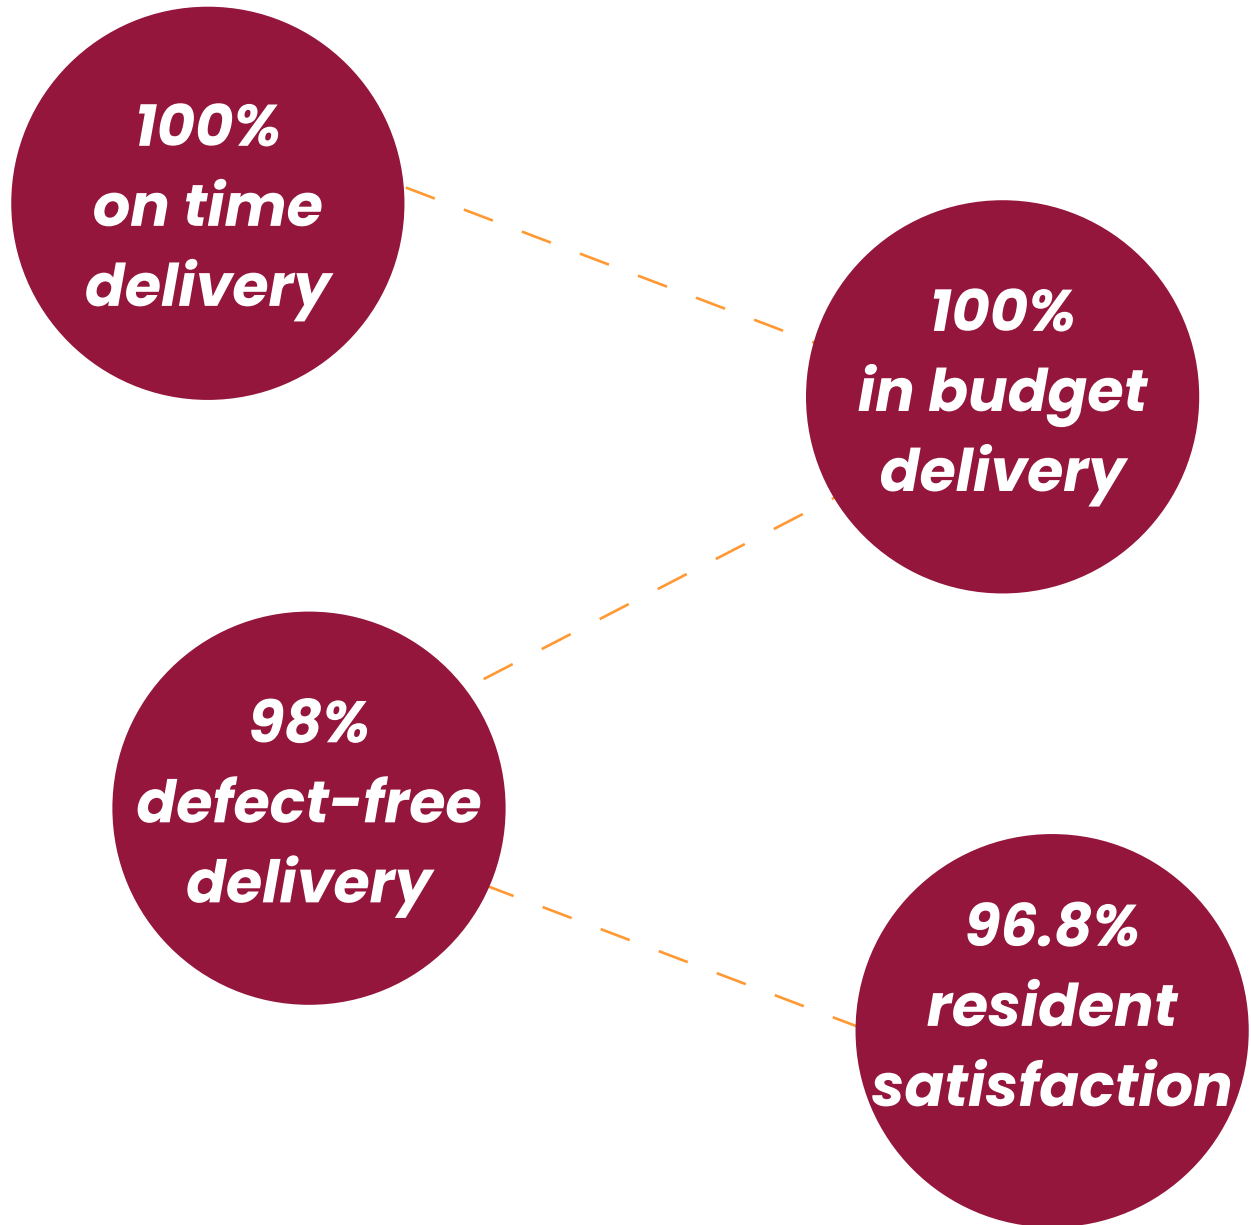 100%
on time
delivery
100%
in budget
delivery
98%
defect-free
delivery
96.8%
resident
satisfaction